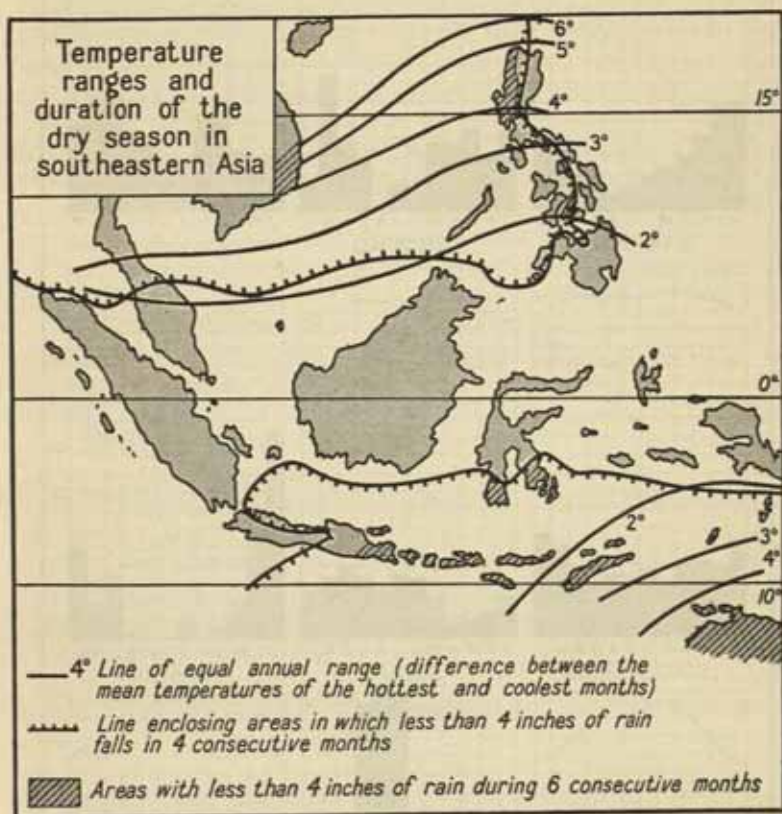 Temperature
ranges and
duration of the
dry season in
southeastern Asia
6°
5°
4°
15°
3°
2°
0°
2°
3°
4°
10°
4° Line of equal annual range (difference between the
mean temperatures of the hottest and coolest months)
Line enclosing areas in which less than 4 inches of rain
falls in 4 consecutive months
Areas with less than 4 inches of rain during 6 consecutive months